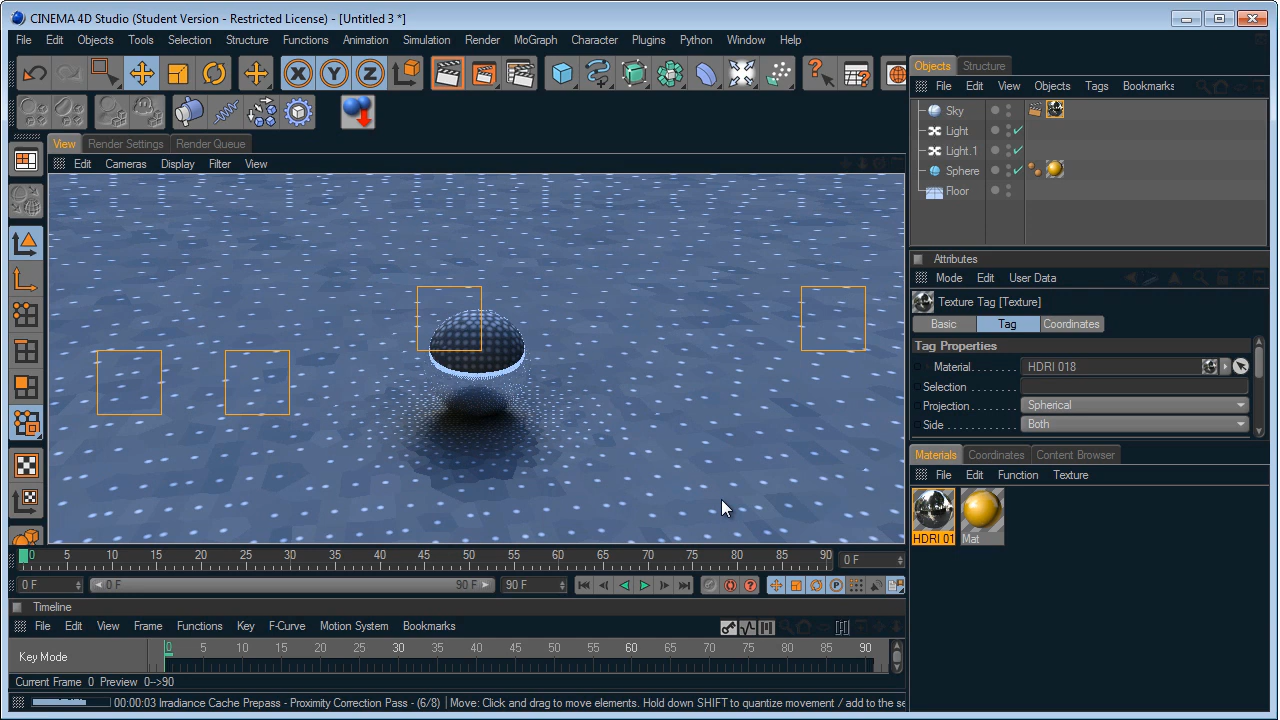 CINEMA 4D Studio (Student Version - Restricted License) - [Untitled 3 *]
File Edit Objects Tools Selection Structure Functions Animation Simulation Render MoGraph Character Plugins Python Window Help
Objects Structure
File Edit View Objects Tags Bookmarks
Sky
Light
Light.1
Sphere
Floor
View Render Settings Render Queue
Edit Cameras Display Filter View
Attributes
Mode Edit User Data
Texture Tag [Texture]
Basic Tag Coordinates
Tag Properties
Material. . . . . . . HDRI 018
Selection
Projection . . . . . . . Spherical
Side . . . . . . . . . . Both
Materials Coordinates Content Browser
File Edit Function Texture
HDRI 01 Mat
0 5 10 15 20 25 30 35 40 45 50 55 60 65 70 75 80 85 90 0 F
0 F 0 F 90 F 90 F
Timeline
File Edit View Frame Functions Key F-Curve Motion System Bookmarks
Key Mode 0 5 10 15 20 25 30 35 40 45 50 55 60 65 70 75 80 85 90
Current Frame 0 Preview 0-->90
00:00:03 Irradiance Cache Prepass - Proximity Correction Pass - (6/8) Move: Click and drag to move elements. Hold down SHIFT to quantize movement / add to the se